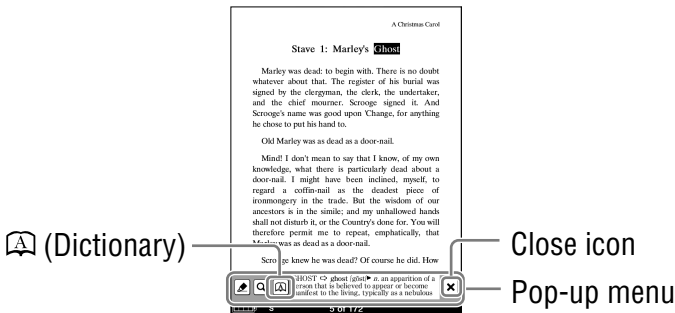 A Christmas Carol
Stave 1: Marley's Ghost
Marley was dead: to begin with. There is no doubt
whatever about that. The register of his burial was
signed by the clergyman, the clerk, the undertaker,
and the chief mourner. Scrooge signed it. And
Scrooge's name was good upon 'Change, for anything
he chose to put his hand to.
Old Marley was as dead as a door-nail.
Mind! I don't mean to say that I know, of my own
knowledge, what there is particularly dead about a
door-nail. I might have been inclined, myself, to
regard a coffin-nail as the deadest piece of
ironmongery in the trade. But the wisdom of our
ancestors is in the simile; and my unhallowed hands
shall not disturb it, or the Country's done for. You will
therefore permit me to repeat, emphatically, that
Marley was as dead as a door-nail.
Scrooge knew he was dead? Of course he did. How
A (Dictionary)
Close icon
GHOST ⇨ ghost /gōst/▶ n. an apparition of a
person that is believed to appear or become
manifest to the living, typically as a nebulous
Pop-up menu
S
5 of 172